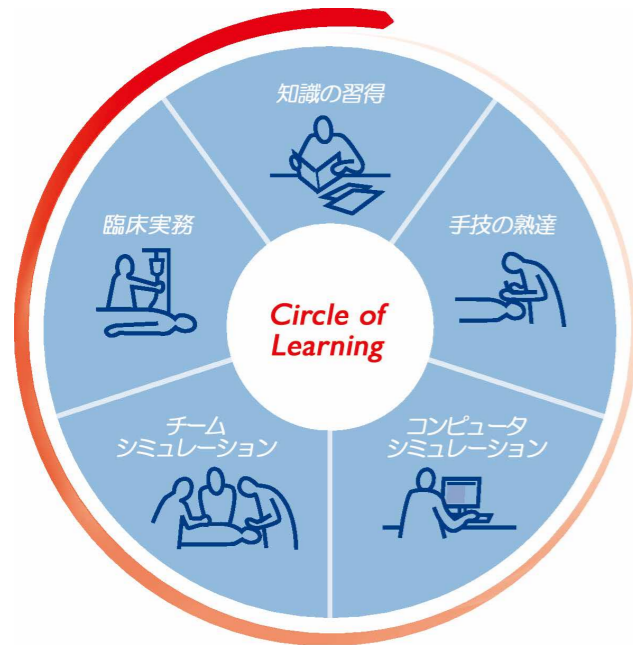 知識の習得
手技の熟達
コンピュータ
シミュレーション
チーム
シミュレーション
臨床実務
Circle of
Learning